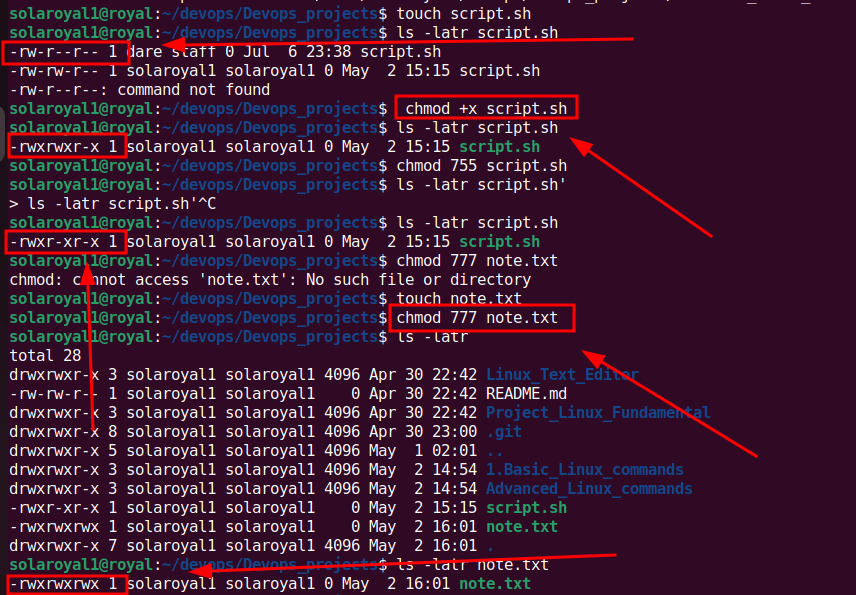 solaroyal1@royal:~/devops/Devops_projects$ touch script.sh
solaroyal1@royal:~/devops/Devops_projects$ ls -latr script.sh
-rw-r--r-- 1 dare staff 0 Jul  6 23:38 script.sh
-rw-rw-r-- 1 solaroyal1 solaroyal1 0 May  2 15:15 script.sh
-rw-r--r--: command not found
solaroyal1@royal:~/devops/Devops_projects$  chmod +x script.sh
solaroyal1@royal:~/devops/Devops_projects$ ls -latr script.sh
-rwxrwxr-x 1 solaroyal1 solaroyal1 0 May  2 15:15 script.sh
solaroyal1@royal:~/devops/Devops_projects$ chmod 755 script.sh
solaroyal1@royal:~/devops/Devops_projects$ ls -latr script.sh'
> ls -latr script.sh'^C
solaroyal1@royal:~/devops/Devops_projects$ ls -latr script.sh
-rwxr-xr-x 1 solaroyal1 solaroyal1 0 May  2 15:15 script.sh
solaroyal1@royal:~/devops/Devops_projects$ chmod 777 note.txt
chmod: cannot access 'note.txt': No such file or directory
solaroyal1@royal:~/devops/Devops_projects$ touch note.txt
solaroyal1@royal:~/devops/Devops_projects$ chmod 777 note.txt
solaroyal1@royal:~/devops/Devops_projects$ ls -latr
total 28
drwxrwxr-x 3 solaroyal1 solaroyal1 4096 Apr 30 22:42 Linux_Text_Editor
-rw-rw-r-- 1 solaroyal1 solaroyal1    0 Apr 30 22:42 README.md
drwxrwxr-x 3 solaroyal1 solaroyal1 4096 Apr 30 22:42 Project_Linux_Fundamental
drwxrwxr-x 8 solaroyal1 solaroyal1 4096 Apr 30 23:00 .git
drwxrwxr-x 5 solaroyal1 solaroyal1 4096 May  1 02:01 ..
drwxrwxr-x 3 solaroyal1 solaroyal1 4096 May  2 14:54 1.Basic_Linux_commands
drwxrwxr-x 3 solaroyal1 solaroyal1 4096 May  2 14:54 Advanced_Linux_commands
-rwxr-xr-x 1 solaroyal1 solaroyal1    0 May  2 15:15 script.sh
-rwxrwxrwx 1 solaroyal1 solaroyal1    0 May  2 16:01 note.txt
drwxrwxr-x 7 solaroyal1 solaroyal1 4096 May  2 16:01 .
solaroyal1@royal:~/devops/Devops_projects$ ls -latr note.txt
-rwxrwxrwx 1 solaroyal1 solaroyal1 0 May  2 16:01 note.txt